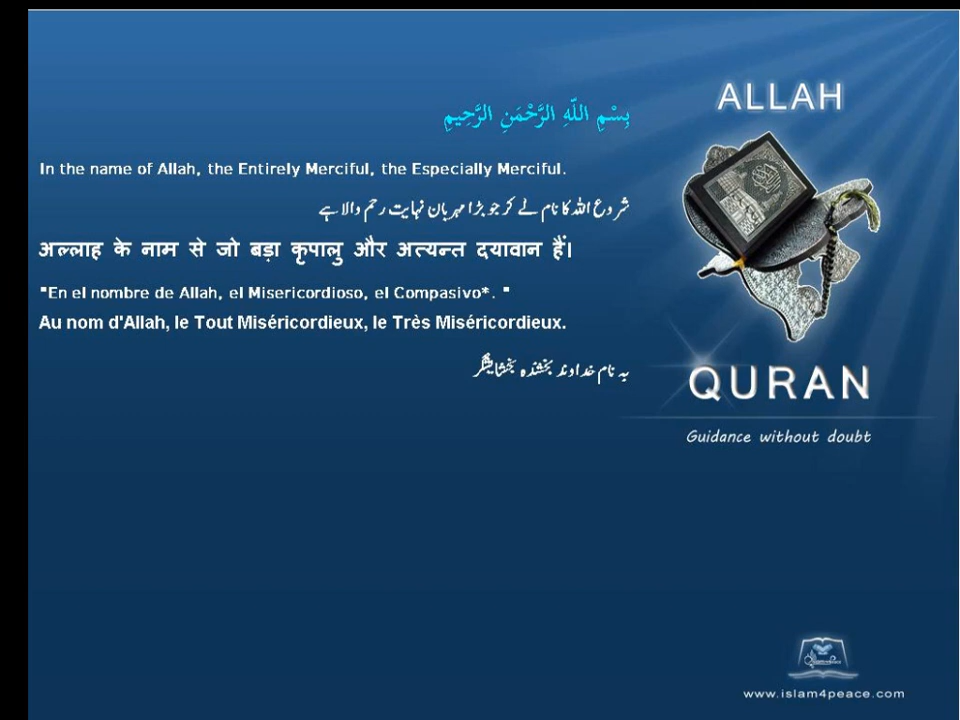 بِسْمِ اللّهِ الرَّحْمَنِ الرَّحِيمِ
In the name of Allah, the Entirely Merciful, the Especially Merciful.
شروع اللہ کا نام لے کر جو بڑا مہربان نہایت رحم والا ہے
अल्लाह के नाम से जो बड़ा कृपालु और अत्यन्त दयावान हैं।
"En el nombre de Allah, el Misericordioso, el Compasivo*. "
Au nom d'Allah, le Tout Miséricordieux, le Très Miséricordieux.
به نام خداوند بخشنده بخشایشگر
ALLAH
QURAN
Guidance without doubt
www.islam4peace.com